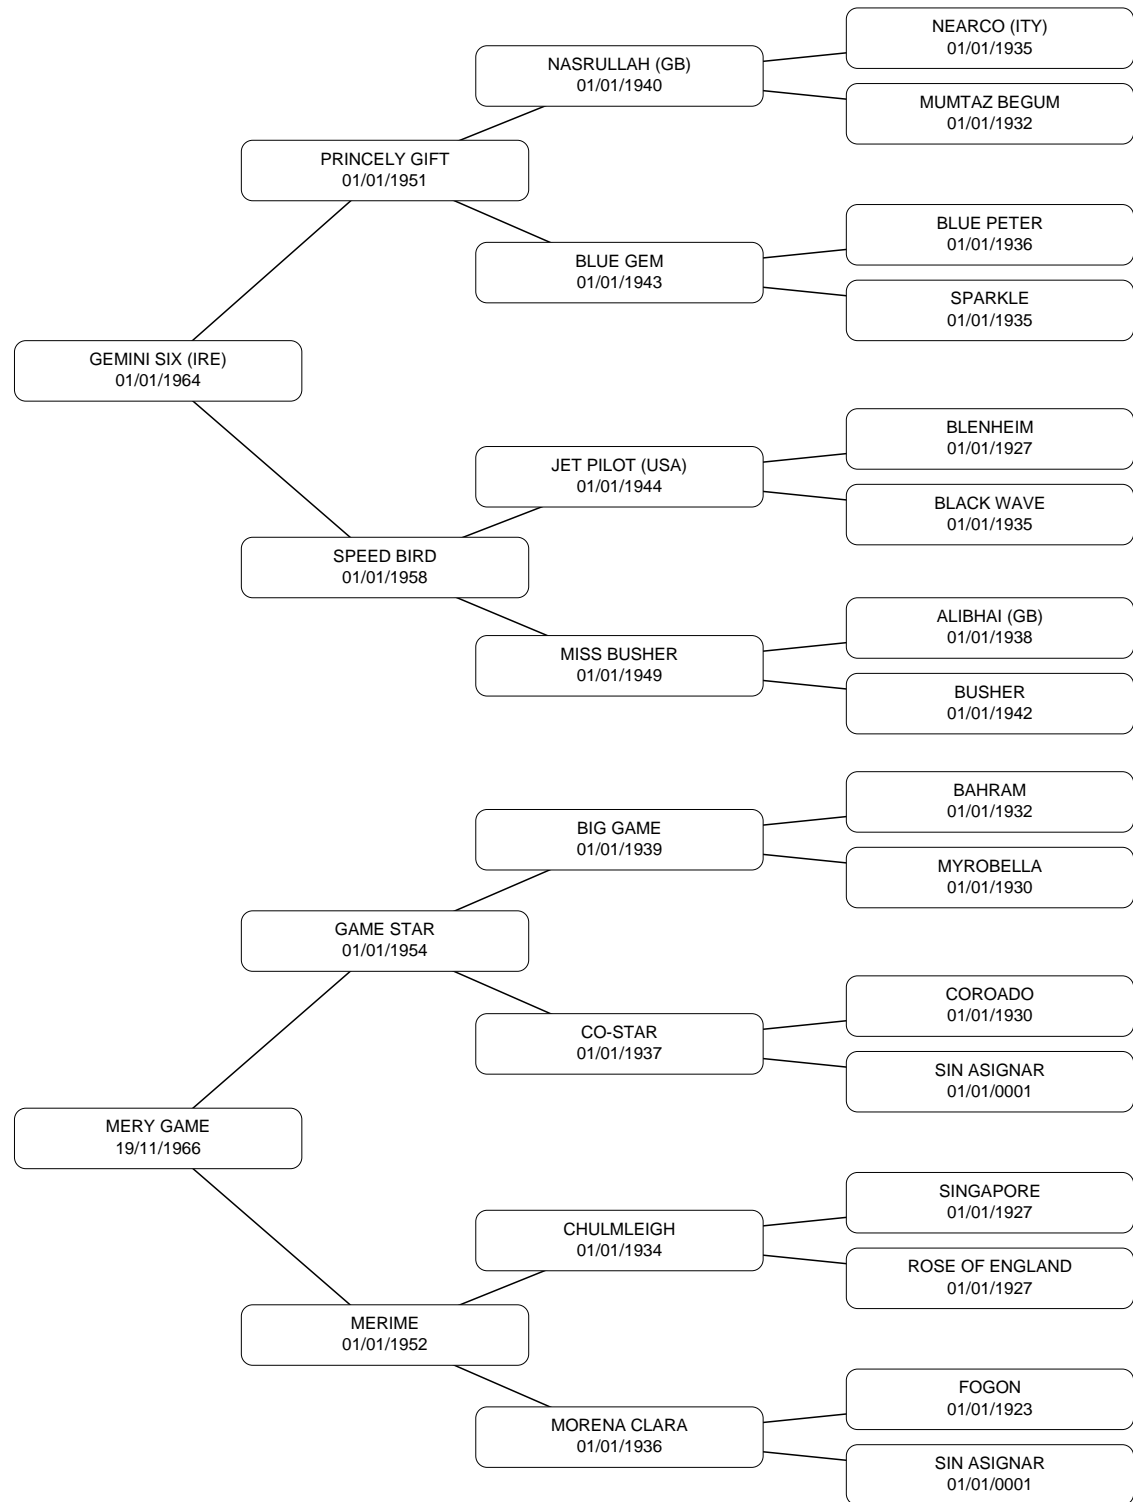 NEARCO (ITY)
01/01/1935
NASRULLAH (GB)
01/01/1940
MUMTAZ BEGUM
01/01/1932
PRINCELY GIFT
01/01/1951
BLUE PETER
01/01/1936
BLUE GEM
01/01/1943
SPARKLE
01/01/1935
GEMINI SIX (IRE)
01/01/1964
BLENHEIM
01/01/1927
JET PILOT (USA)
01/01/1944
BLACK WAVE
01/01/1935
SPEED BIRD
01/01/1958
ALIBHAI (GB)
01/01/1938
MISS BUSHER
01/01/1949
BUSHER
01/01/1942
BAHRAM
01/01/1932
BIG GAME
01/01/1939
MYROBELLA
01/01/1930
GAME STAR
01/01/1954
COROADO
01/01/1930
CO-STAR
01/01/1937
SIN ASIGNAR
01/01/0001
MERY GAME
19/11/1966
SINGAPORE
01/01/1927
CHULMLEIGH
01/01/1934
ROSE OF ENGLAND
01/01/1927
MERIME
01/01/1952
FOGON
01/01/1923
MORENA CLARA
01/01/1936
SIN ASIGNAR
01/01/0001